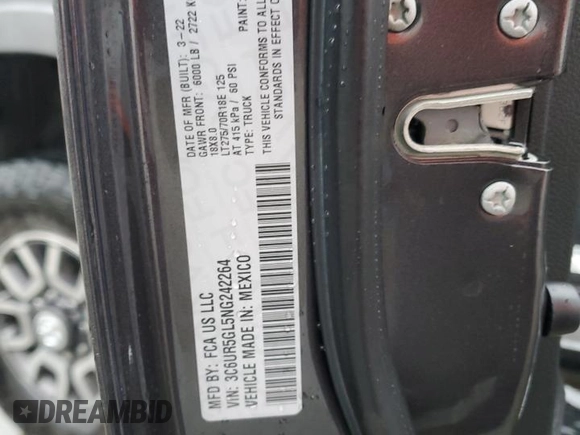 MFD BY: FCA US LLC
VIN: 3C6UR5GL5NG242264
VEHICLE MADE IN: MEXICO
DATE OF MFR (BUILT): 3-22
GAWR FRONT: 6000 LB / 2722 K
18X8.0
LT275/70R18E 125
AT 415 kPa / 60 PSI
TYPE: TRUCK
THIS VEHICLE CONFORMS TO ALL
STANDARDS IN EFFECT O
PAINT:
DREAMBID